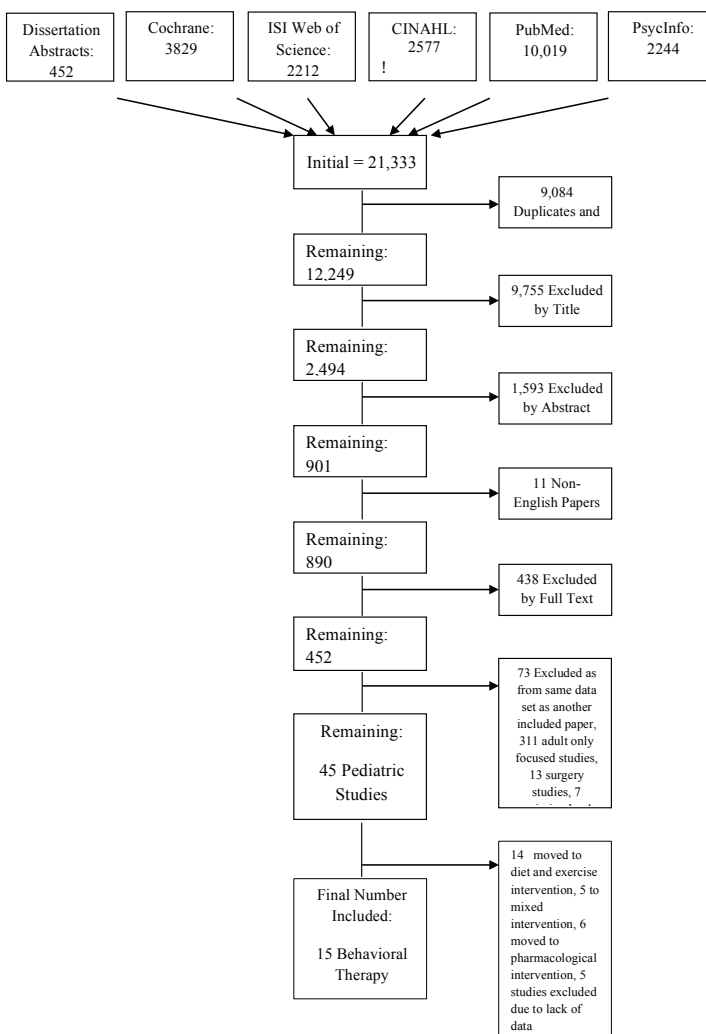 Dissertation
Abstracts:
452
Cochrane:
3829
ISI Web of
Science:
2212
CINAHL:
2577
!
PubMed:
10,019
PsycInfo:
2244
Initial = 21,333
9,084
Duplicates and
Remaining:
12,249
9,755 Excluded
by Title
Remaining:
2,494
1,593 Excluded
by Abstract
Remaining:
901
11 Non-
English Papers
Remaining:
890
438 Excluded
by Full Text
Remaining:
452
73 Excluded as
from same data
set as another
included paper,
311 adult only
focused studies,
13 surgery
studies, 7
Remaining:
45 Pediatric
Studies
14 moved to
diet and exercise
intervention, 5 to
mixed
intervention, 6
moved to
pharmacological
intervention, 5
studies excluded
due to lack of
data
Final Number
Included:
15 Behavioral
Therapy